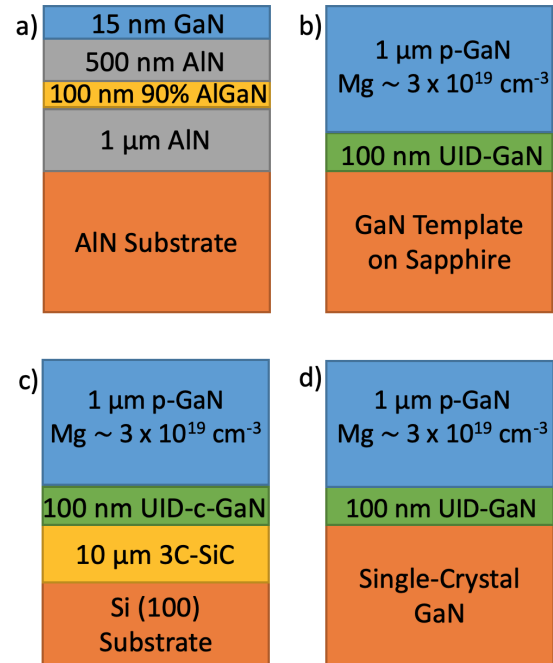 a)
15 nm GaN
500 nm AlN
100 nm 90% AlGaN
1 μm AlN
AlN Substrate
b)
1 μm p-GaN
Mg ~ 3 x 10¹⁹ cm⁻³
100 nm UID-GaN
GaN Template
on Sapphire
c)
1 μm p-GaN
Mg ~ 3 x 10¹⁹ cm⁻³
100 nm UID-c-GaN
10 μm 3C-SiC
Si (100)
Substrate
d)
1 μm p-GaN
Mg ~ 3 x 10¹⁹ cm⁻³
100 nm UID-GaN
Single-Crystal
GaN